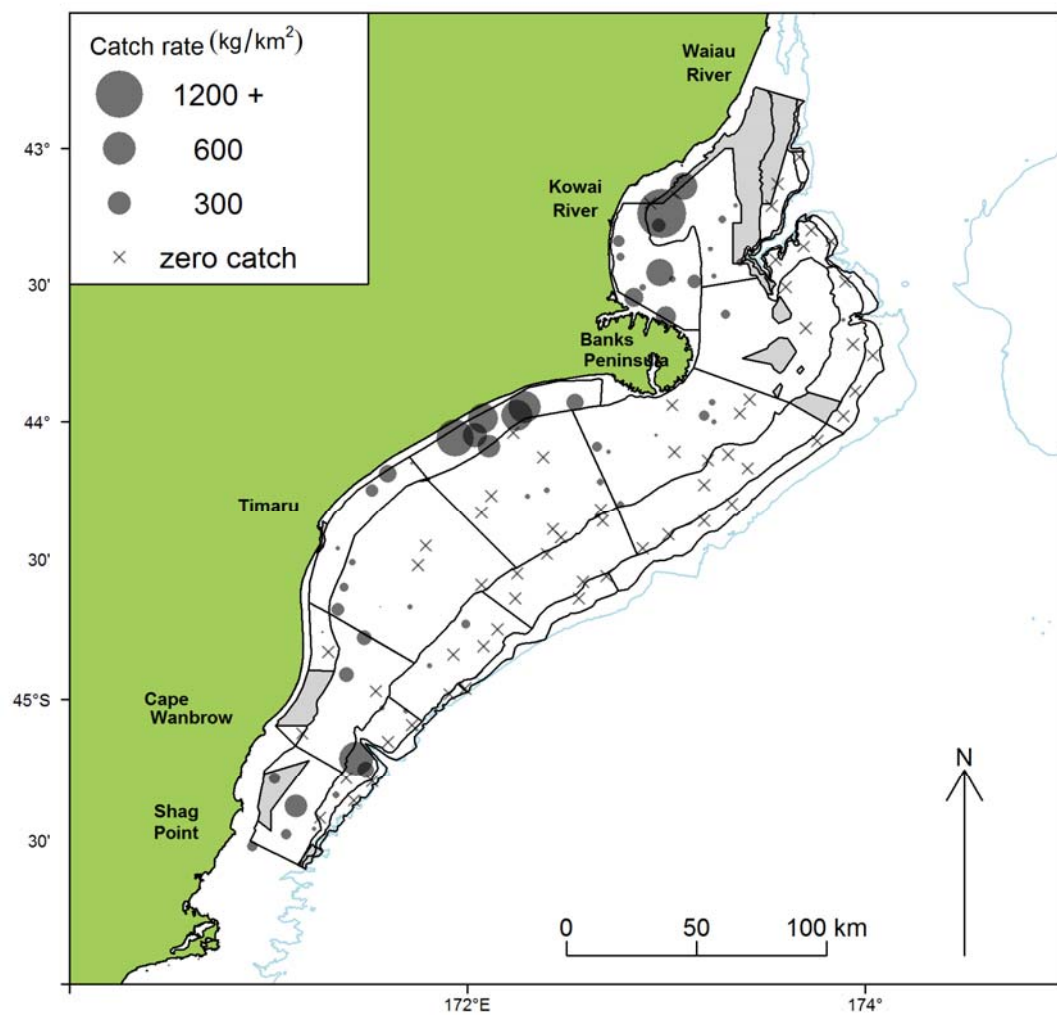 Catch rate (kg/km²)
1200 +
600
300
zero catch
Waiau
River
43°
Kowai
River
30'
Banks
Peninsula
44°
Timaru
30'
45°S
Cape
Wanbrow
N
Shag
Point
30'
0 50 100 km
172°E 174°